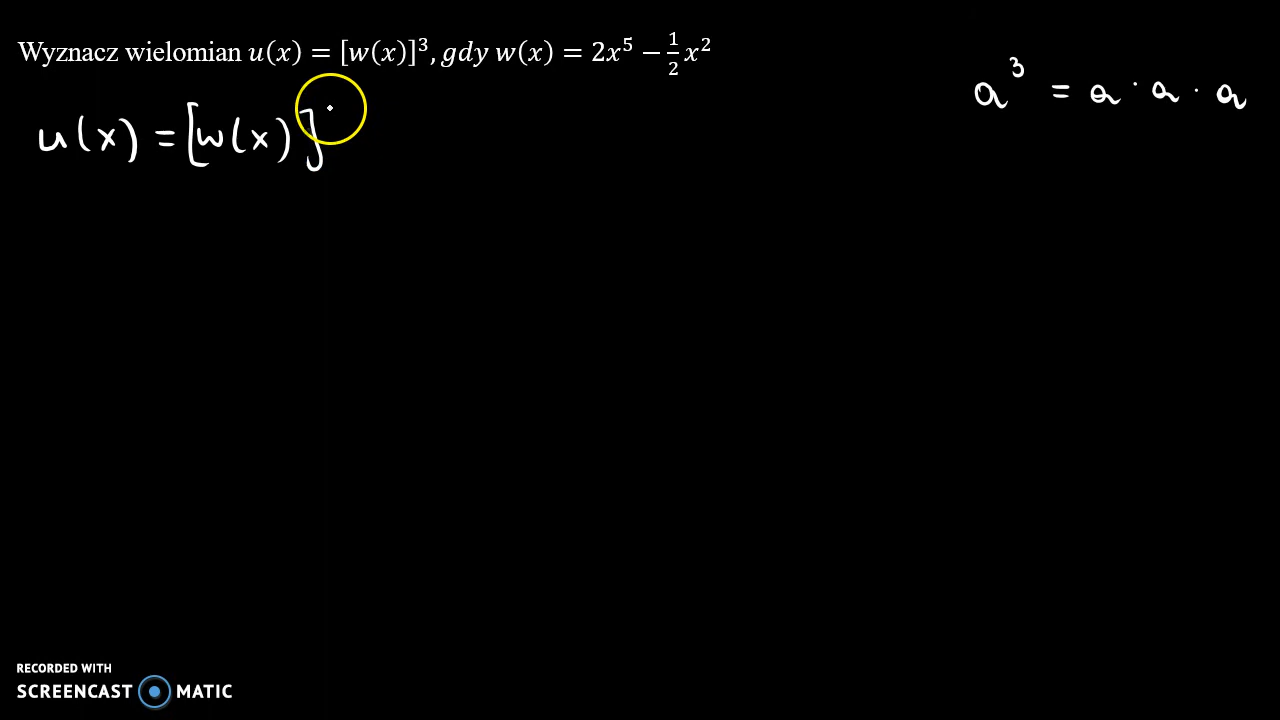 Wyznacz wielomian u(x) = [w(x)]³, gdy w(x) = 2x⁵ − ½x²
a³ = a · a · a
u(x) = [w(x)]
RECORDED WITH
SCREENCAST MATIC